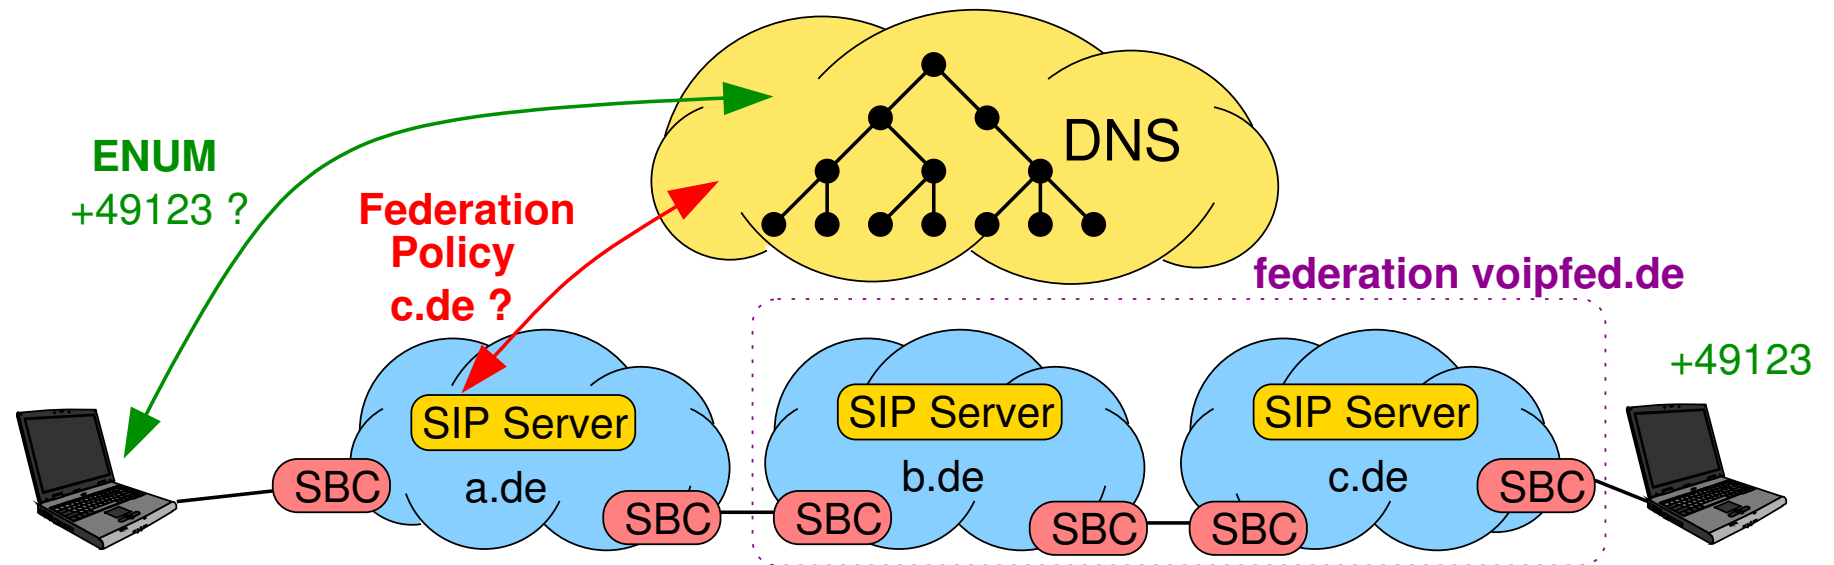 DNS
ENUM
+49123 ?
Federation
Policy
c.de ?
federation voipfed.de
+49123
SIP Server
a.de
SBC
SBC
SIP Server
b.de
SBC
SBC
SIP Server
c.de
SBC
SBC